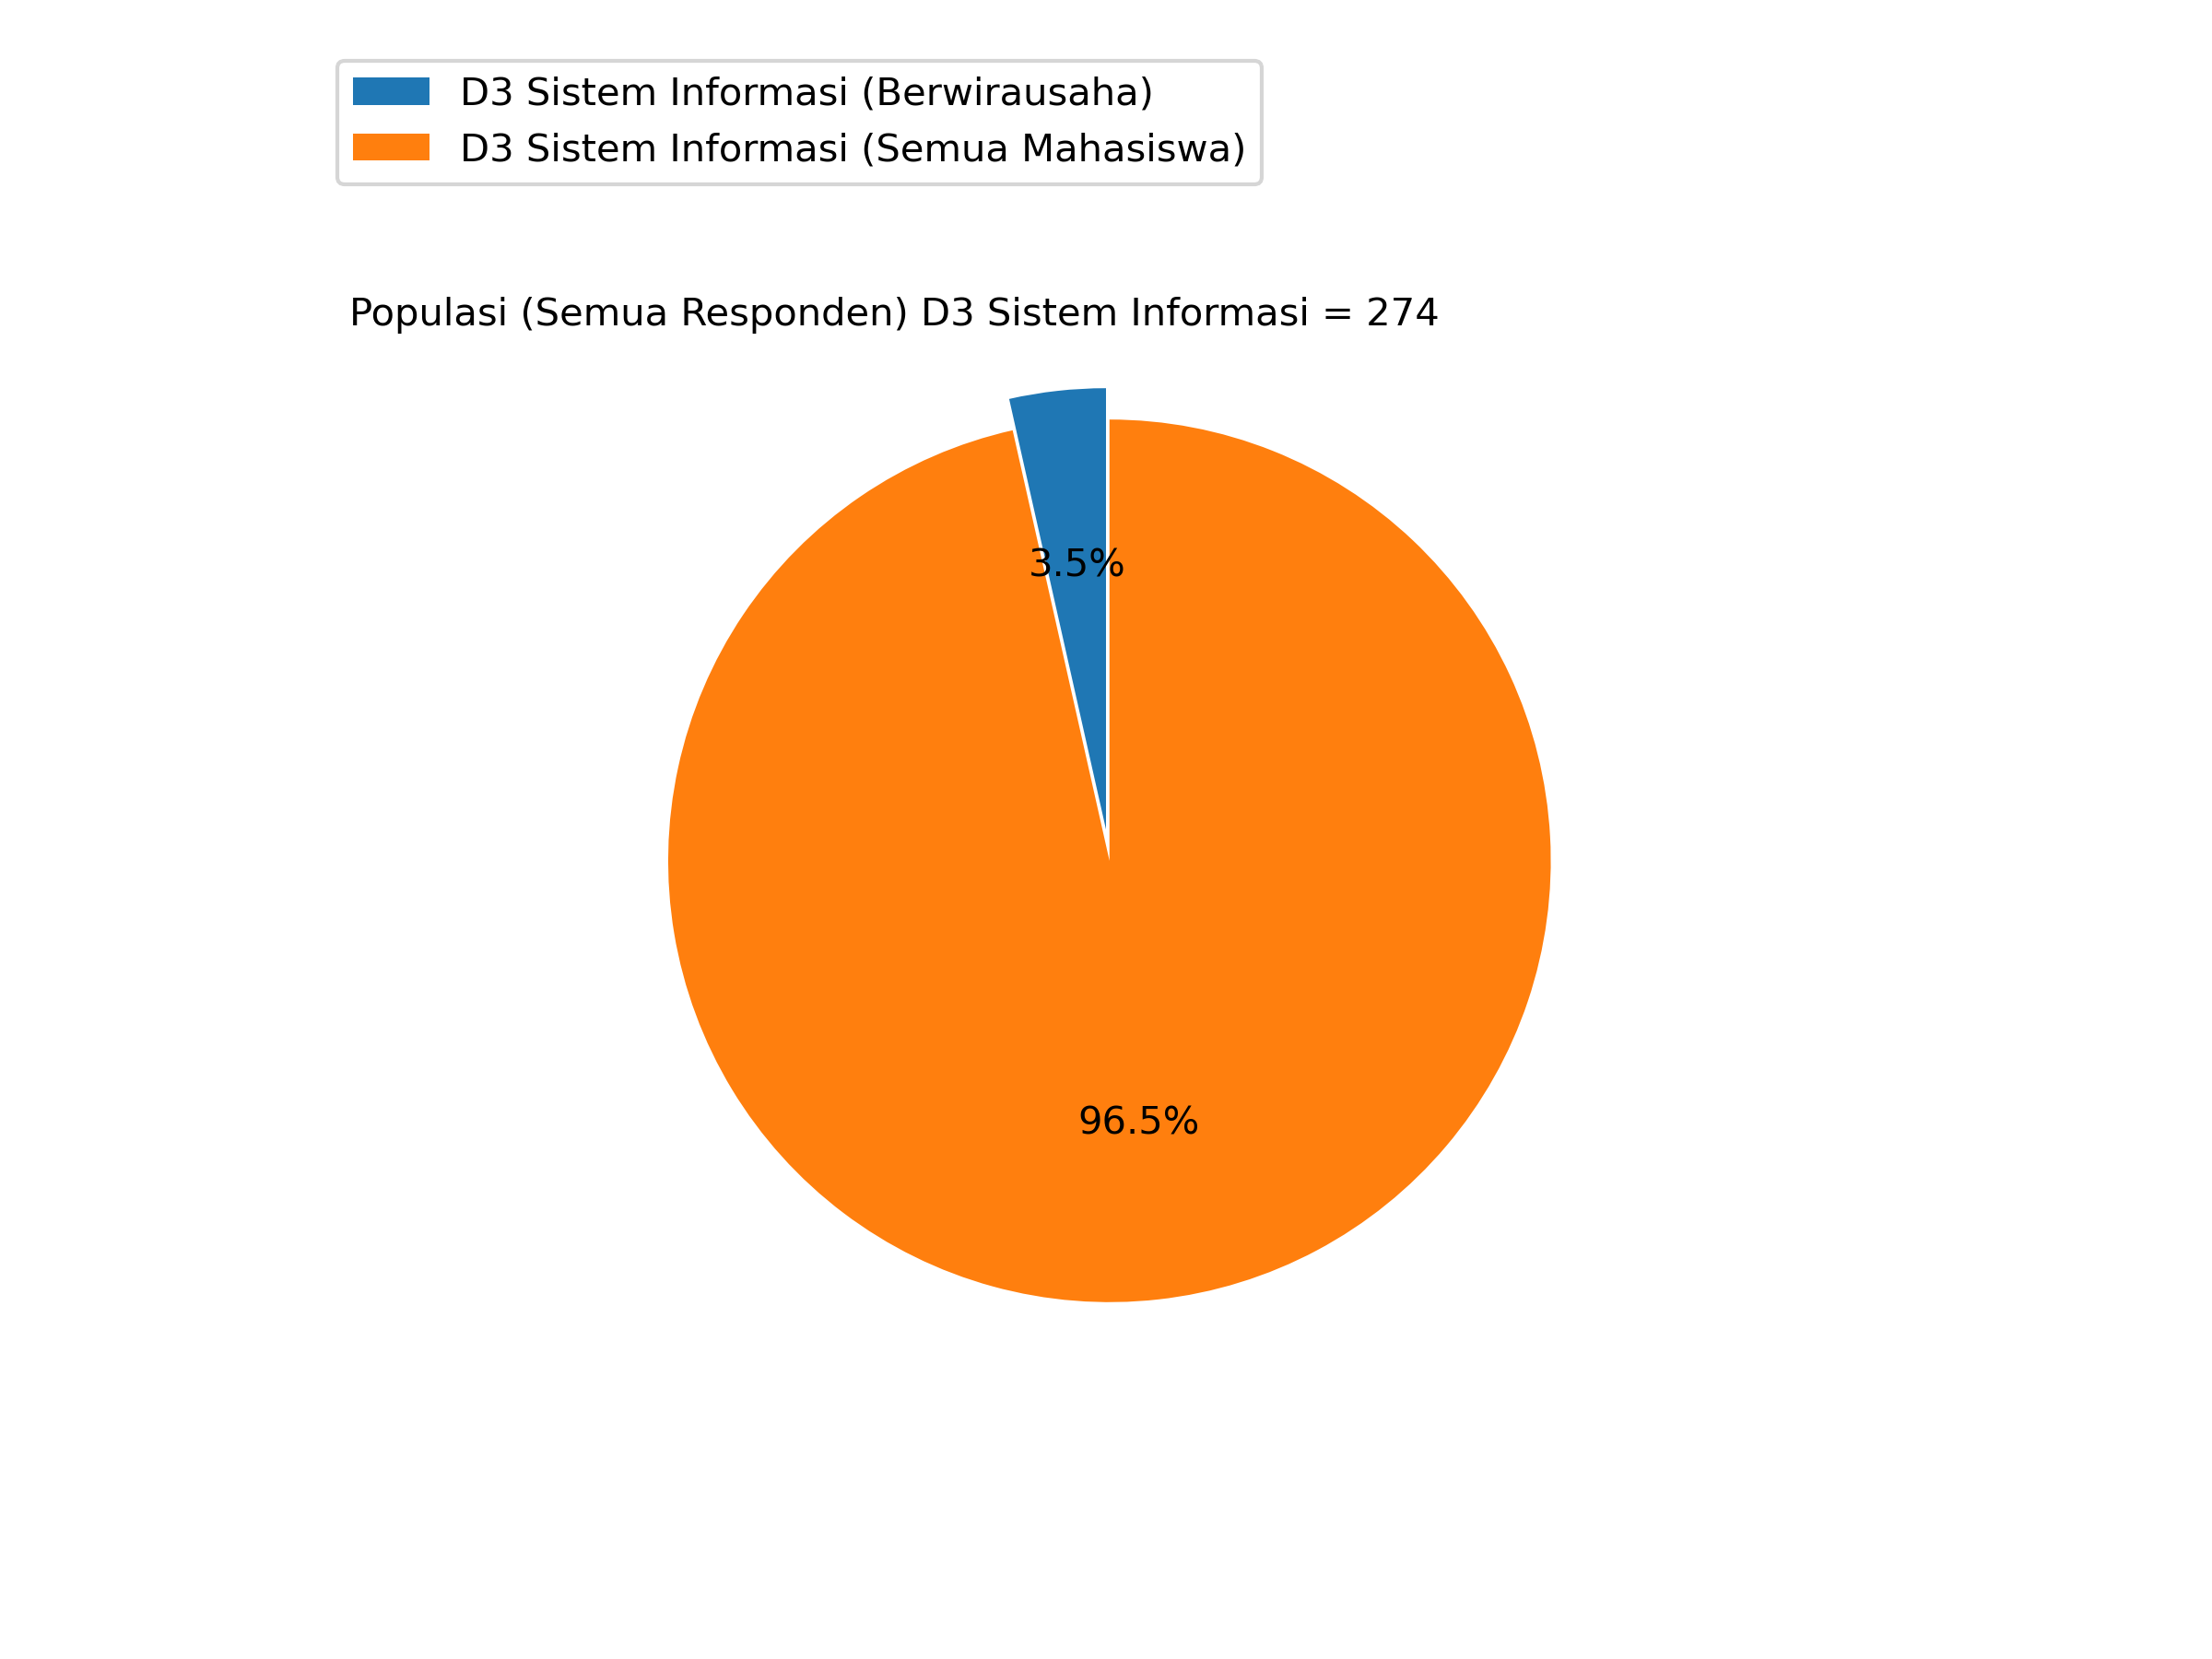 D3 Sistem Informasi (Berwirausaha)
D3 Sistem Informasi (Semua Mahasiswa)
Populasi (Semua Responden) D3 Sistem Informasi = 274
3.5%
96.5%